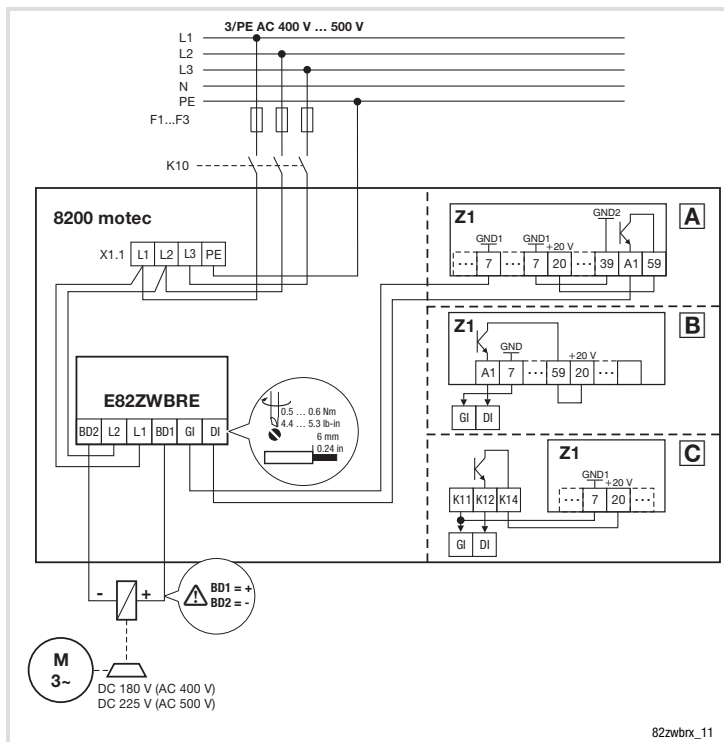 3/PE AC 400 V ... 500 V
L1
L2
L3
N
PE
F1...F3
K10
8200 motec
X1.1 L1 L2 L3 PE
E82ZWBRE
BD2 L2 L1 BD1 GI DI
0.5 ... 0.6 Nm
4.4 ... 5.3 lb-in
6 mm
0.24 in
- +
BD1 = +
BD2 = -
M
3~
DC 180 V (AC 400 V)
DC 225 V (AC 500 V)
Z1 A
GND2
GND1 GND1 +20 V
... 7 ... 7 20 ... 39 A1 59
Z1 B
GND +20 V
A1 7 ... 59 20 ...
GI DI
Z1 C
GND1 +20 V
K11 K12 K14 ... 7 20 ...
GI DI
82zwbrx_11